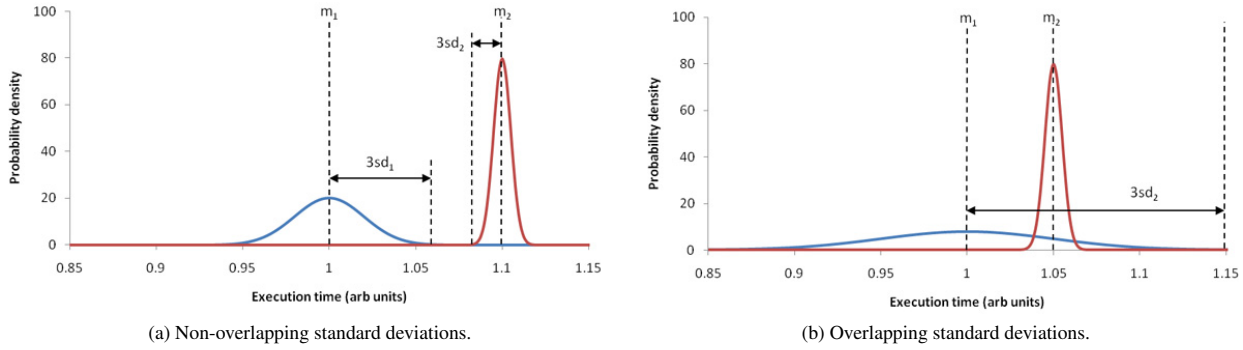 m1
m2
3sd2
3sd1
Probability density
100
80
60
40
20
0
0.85
0.9
0.95
1
1.05
1.1
1.15
Execution time (arb units)
(a) Non-overlapping standard deviations.
m1
m2
3sd2
Probability density
100
80
60
40
20
0
0.85
0.9
0.95
1
1.05
1.1
1.15
Execution time (arb units)
(b) Overlapping standard deviations.